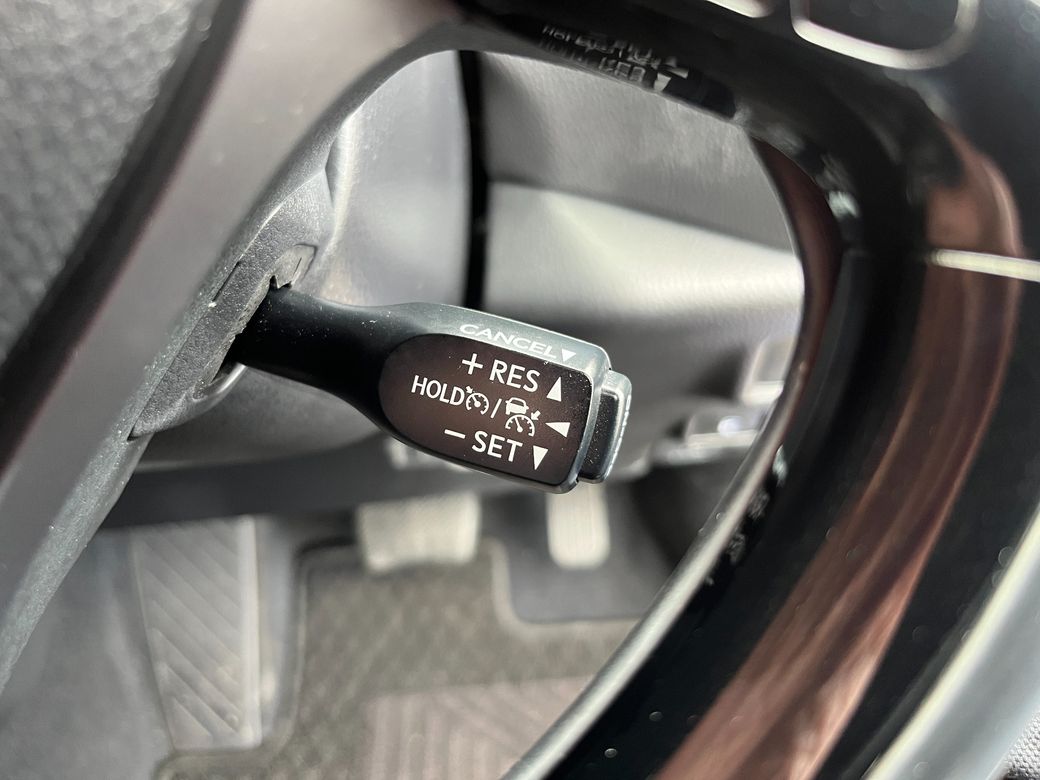 CANCEL▼
+ RES ▲
HOLD / ◀
− SET ▼